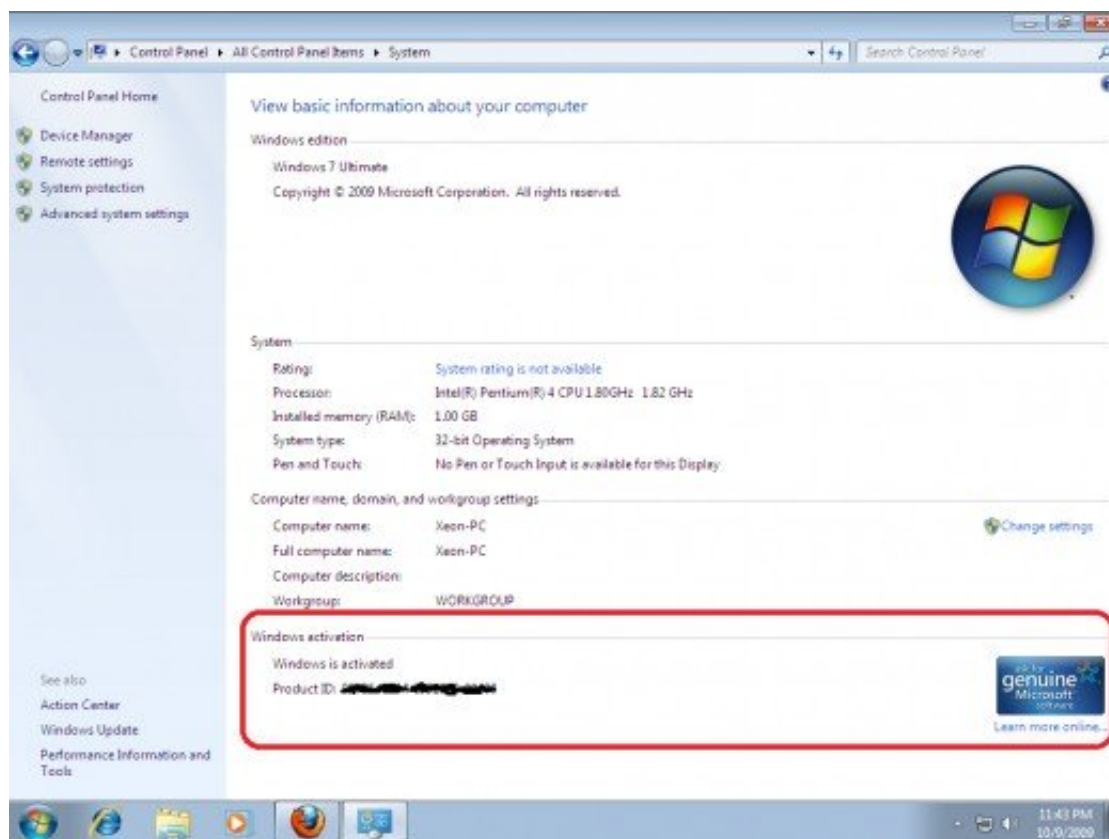 Control Panel ▸ All Control Panel Items ▸ System
Search Control Panel
Control Panel Home
Device Manager
Remote settings
System protection
Advanced system settings
View basic information about your computer
Windows edition
Windows 7 Ultimate
Copyright © 2009 Microsoft Corporation. All rights reserved.
System
Rating: System rating is not available
Processor: Intel(R) Pentium(R) 4 CPU 1.80GHz 1.82 GHz
Installed memory (RAM): 1.00 GB
System type: 32-bit Operating System
Pen and Touch: No Pen or Touch Input is available for this Display
Computer name, domain, and workgroup settings
Computer name: Xeon-PC
Change settings
Full computer name: Xeon-PC
Computer description:
Workgroup: WORKGROUP
Windows activation
Windows is activated
Product ID:
ask for
genuine
Microsoft
software
Learn more online...
See also
Action Center
Windows Update
Performance Information and
Tools
11:43 PM
10/9/2009